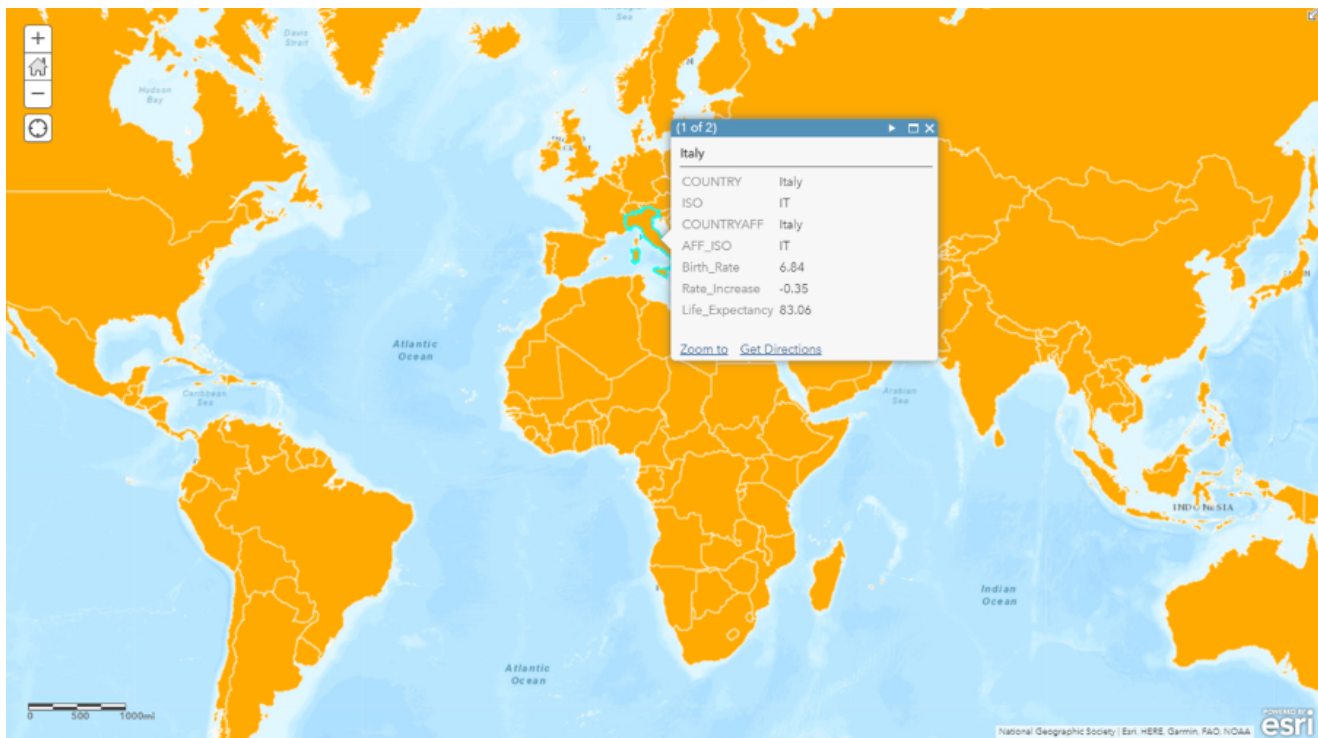 Sea
Davis
Strait
Hudson
Bay
(1 of 2)
Italy
COUNTRY Italy
ISO IT
COUNTRYAFF Italy
AFF_ISO IT
Birth_Rate 6.84
Rate_Increase -0.35
Life_Expectancy 83.06
Zoom to Get Directions
Atlantic
Ocean
Arabian
Sea
Caribbean
Sea
INDONESIA
Indian
Ocean
Atlantic
Ocean
0 500 1000mi
National Geographic Society | Esri, HERE, Garmin, FAO, NOAA
POWERED BY
esri